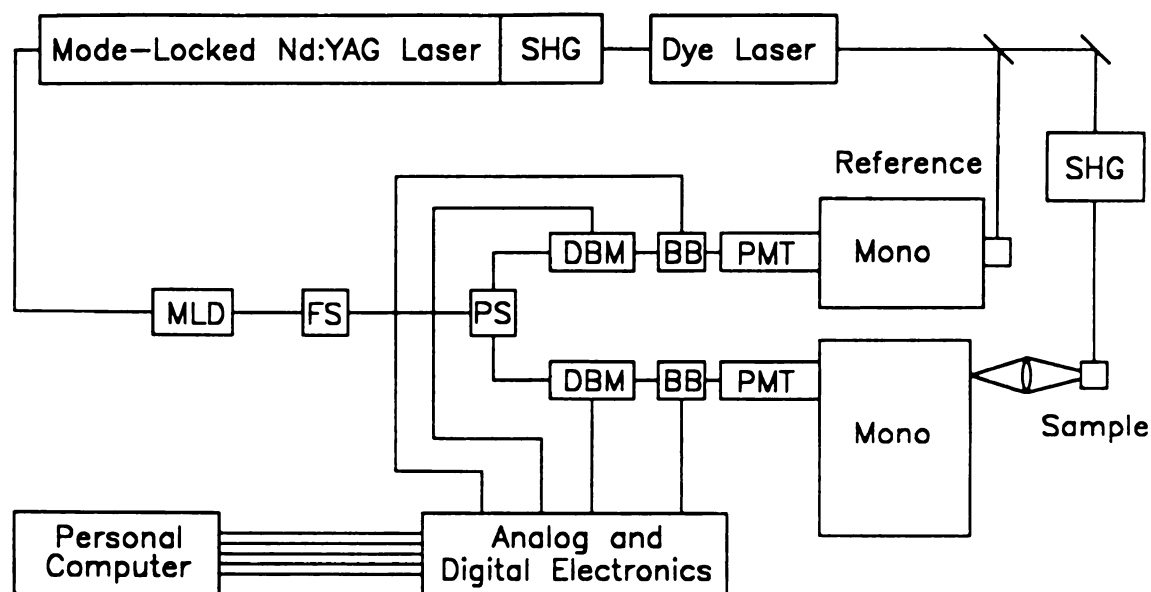 Mode-Locked Nd:YAG Laser
SHG
Dye Laser
Reference
SHG
DBM
BB
PMT
Mono
MLD
FS
PS
DBM
BB
PMT
Mono
Sample
Personal
Computer
Analog and
Digital Electronics